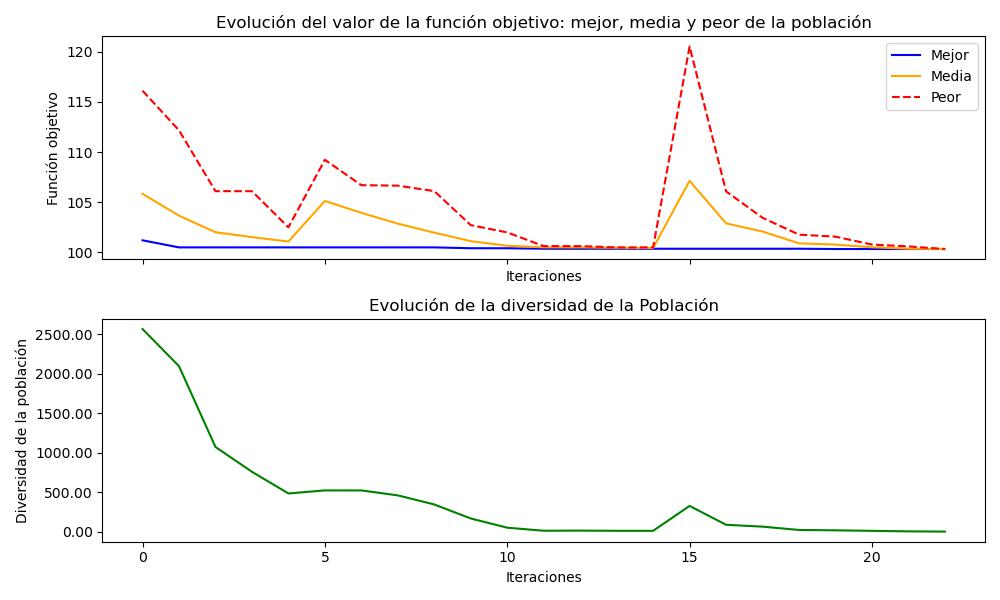 Evolución del valor de la función objetivo: mejor, media y peor de la población
120
115
110
105
100
Función objetivo
Mejor
Media
Peor
Iteraciones
Evolución de la diversidad de la Población
2500.00
2000.00
1500.00
1000.00
500.00
0.00
Diversidad de la población
0
5
10
15
20
Iteraciones